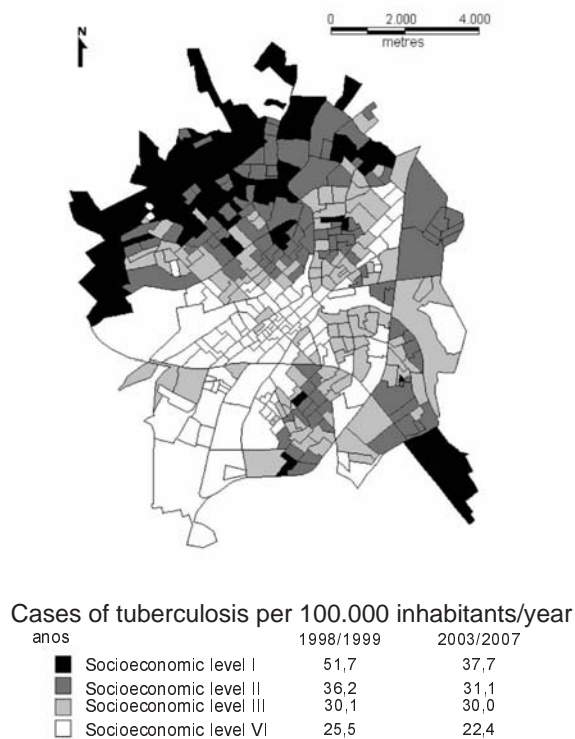 N
0 2.000 4.000
metres
Cases of tuberculosis per 100.000 inhabitants/year
anos 1998/1999 2003/2007
Socioeconomic level I 51,7 37,7
Socioeconomic level II 36,2 31,1
Socioeconomic level III 30,1 30,0
Socioeconomic level VI 25,5 22,4